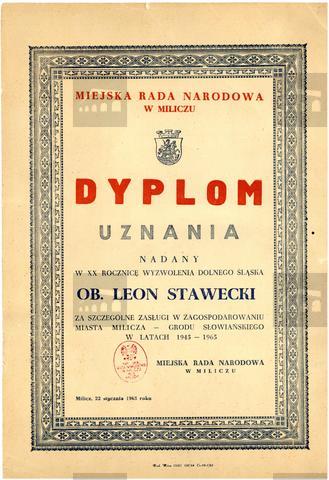 MIEJSKA RADA NARODOWA
W MILICZU
DYPLOM
UZNANIA
NADANY
W XX ROCZNICĘ WYZWOLENIA DOLNEGO ŚLĄSKA
OB. LEON STAWECKI
ZA SZCZEGÓLNE ZASŁUGI W ZAGOSPODAROWANIU
MIASTA MILICZA – GRODU SŁOWIAŃSKIEGO
W LATACH 1945 – 1965
MIEJSKA RADA NARODOWA
W MILICZU
Milicz, 22 stycznia 1965 roku